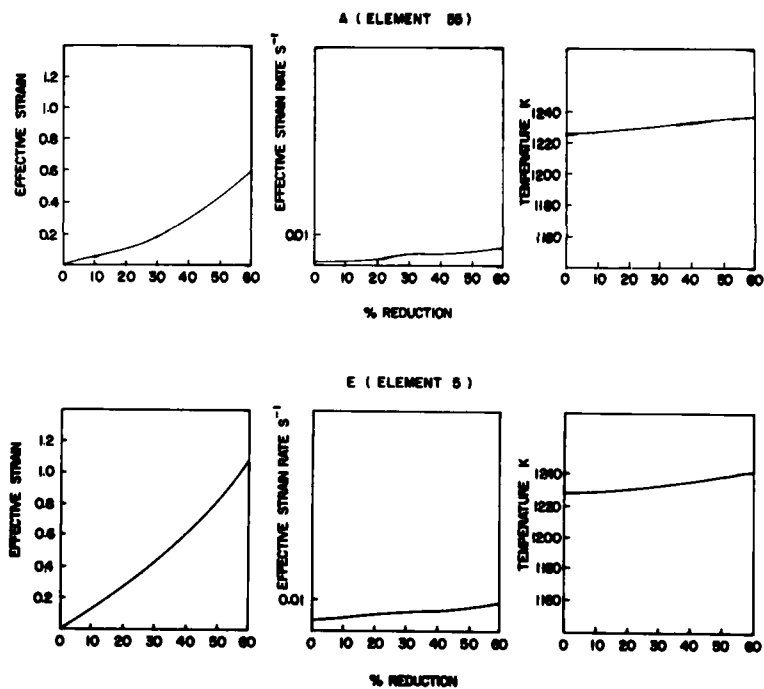 A ( ELEMENT 55)
EFFECTIVE STRAIN
1.2
1.0
0.8
0.6
0.4
0.2
0 10 20 30 40 50 60
EFFECTIVE STRAIN RATE S⁻¹
0.01
0 10 20 30 40 50 60
TEMPERATURE K
1240
1220
1200
1180
1160
0 10 20 30 40 50 60
% REDUCTION
E ( ELEMENT 5 )
EFFECTIVE STRAIN
1.2
1.0
0.8
0.6
0.4
0.2
0 10 20 30 40 50 60
EFFECTIVE STRAIN RATE S⁻¹
0.01
0 10 20 30 40 50 60
TEMPERATURE K
1240
1220
1200
1180
1160
0 10 20 30 40 50 60
% REDUCTION